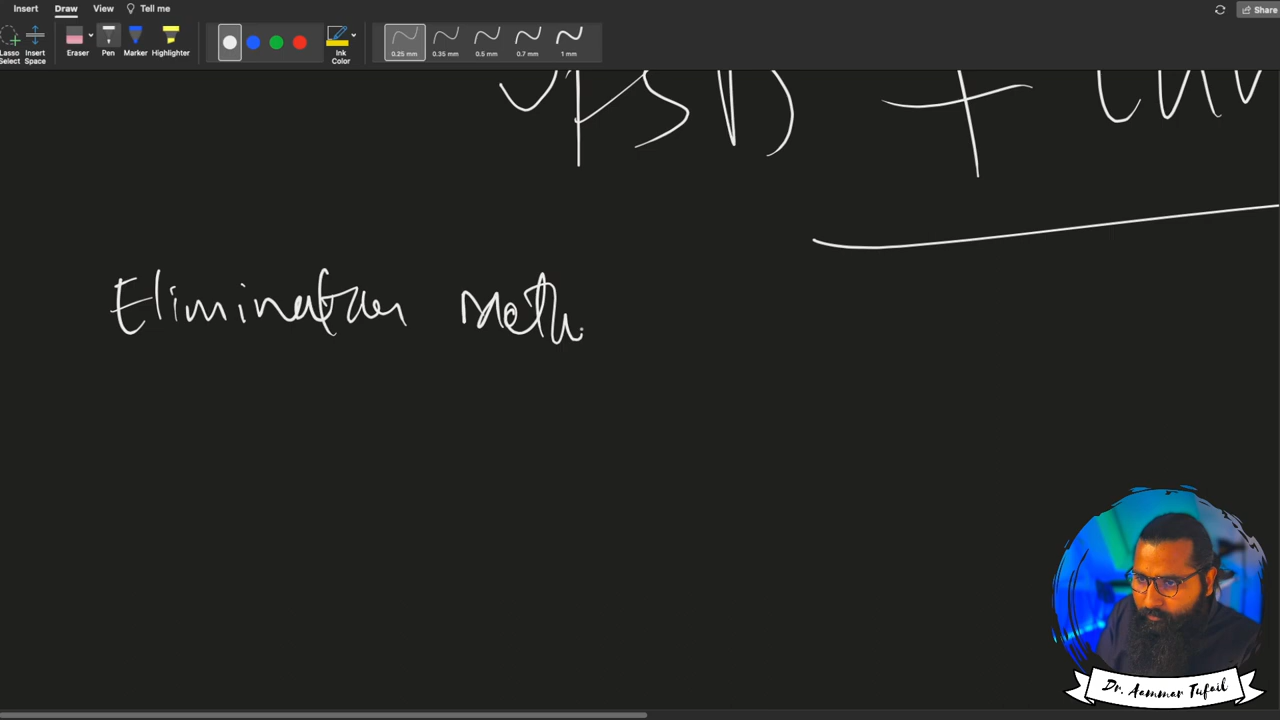 Insert Draw View Tell me Share
Lasso Select Insert Space Eraser Pen Marker Highlighter Ink Color 0.25 mm 0.35 mm 0.5 mm 0.7 mm 1 mm
+
Elimination meth
Dr. Aammar Tufail